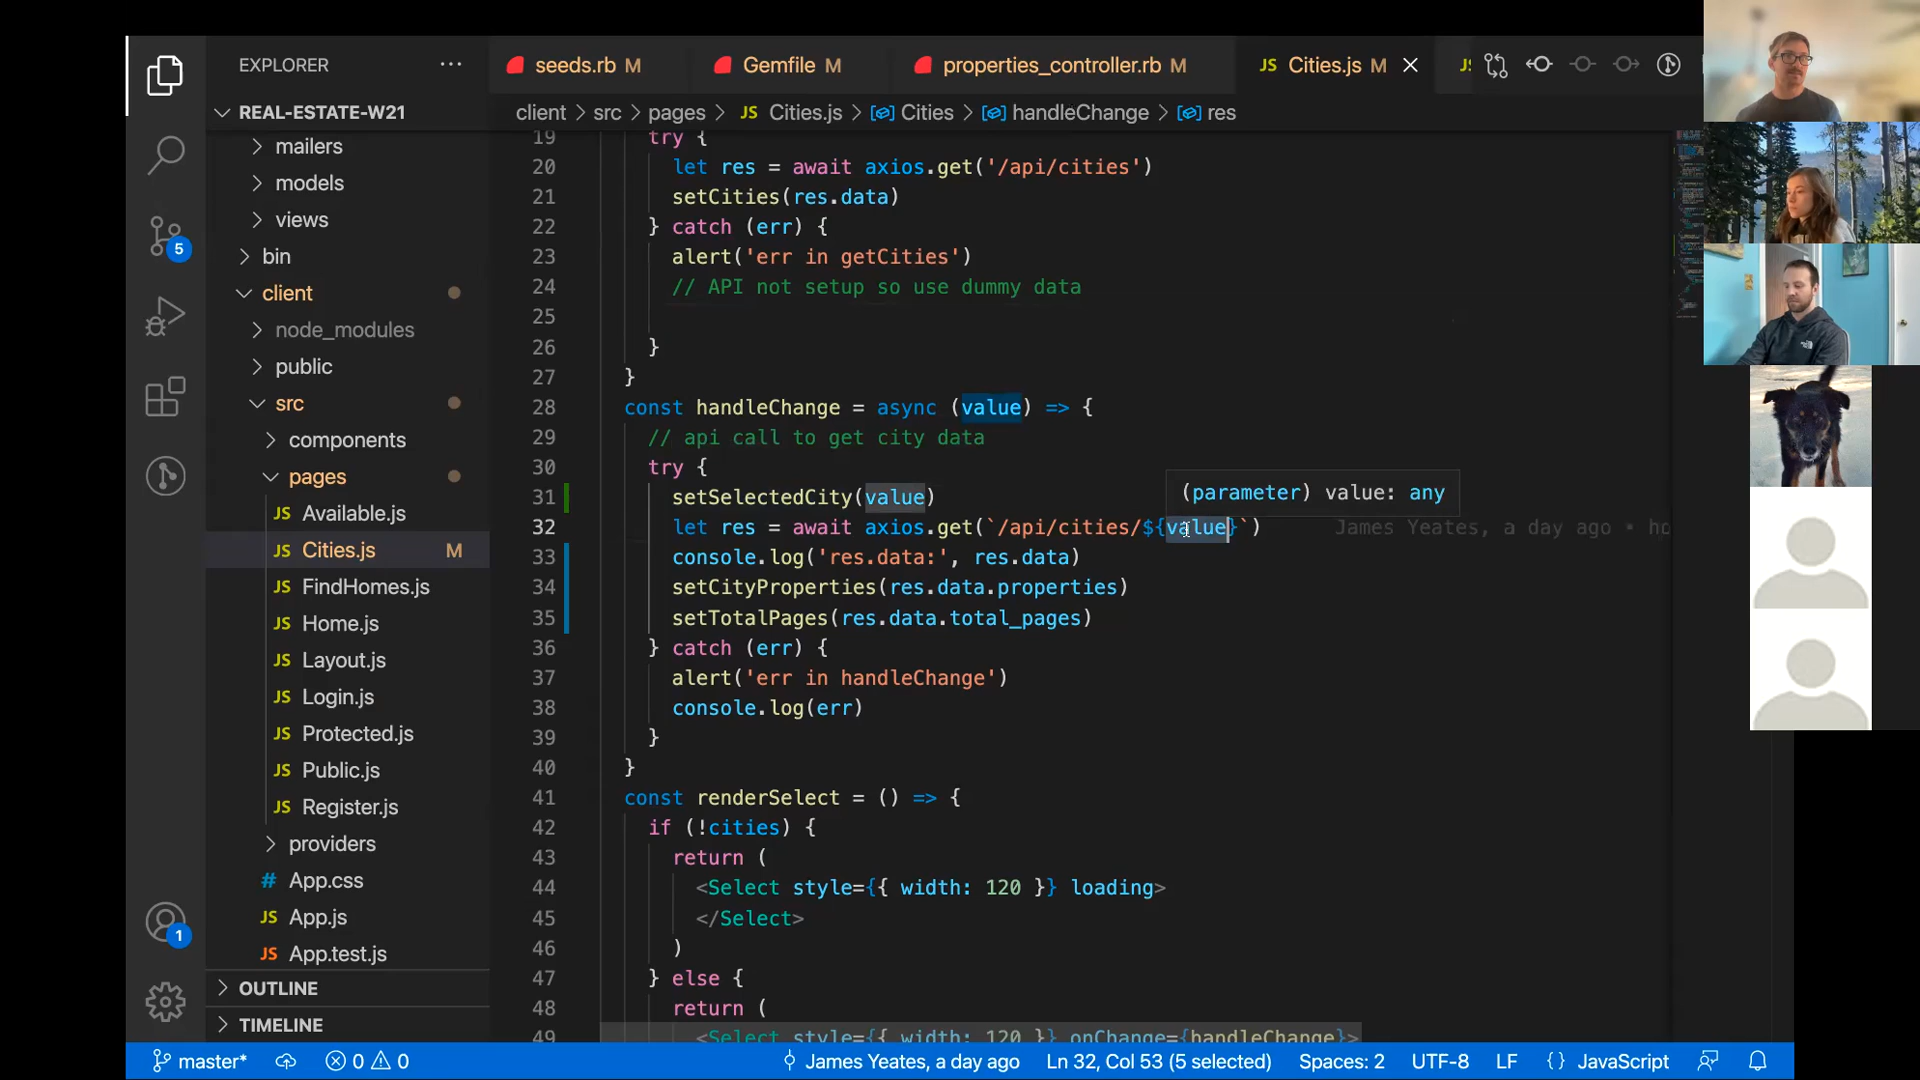 EXPLORER
REAL-ESTATE-W21
mailers
models
views
bin
client
node_modules
public
src
components
pages
JS Available.js
JS Cities.js M
JS FindHomes.js
JS Home.js
JS Layout.js
JS Login.js
JS Protected.js
JS Public.js
JS Register.js
providers
# App.css
JS App.js
JS App.test.js
OUTLINE
TIMELINE
5
1
seeds.rb M
Gemfile M
properties_controller.rb M
JS Cities.js M
client > src > pages > JS Cities.js > Cities > handleChange > res
19 try {
20 let res = await axios.get('/api/cities')
21 setCities(res.data)
22 } catch (err) {
23 alert('err in getCities')
24 // API not setup so use dummy data
25
26 }
27 }
28 const handleChange = async (value) => {
29 // api call to get city data
30 try {
31 setSelectedCity(value)
(parameter) value: any
32 let res = await axios.get(`/api/cities/${value}`) James Yeates, a day ago • ho
33 console.log('res.data:', res.data)
34 setCityProperties(res.data.properties)
35 setTotalPages(res.data.total_pages)
36 } catch (err) {
37 alert('err in handleChange')
38 console.log(err)
39 }
40 }
41 const renderSelect = () => {
42 if (!cities) {
43 return (
44 <Select style={{ width: 120 }} loading>
45 </Select>
46 )
47 } else {
48 return (
49 <Select style={{ width: 120 }} onChange={handleChange}>
master* 0 0 James Yeates, a day ago Ln 32, Col 53 (5 selected) Spaces: 2 UTF-8 LF {} JavaScript